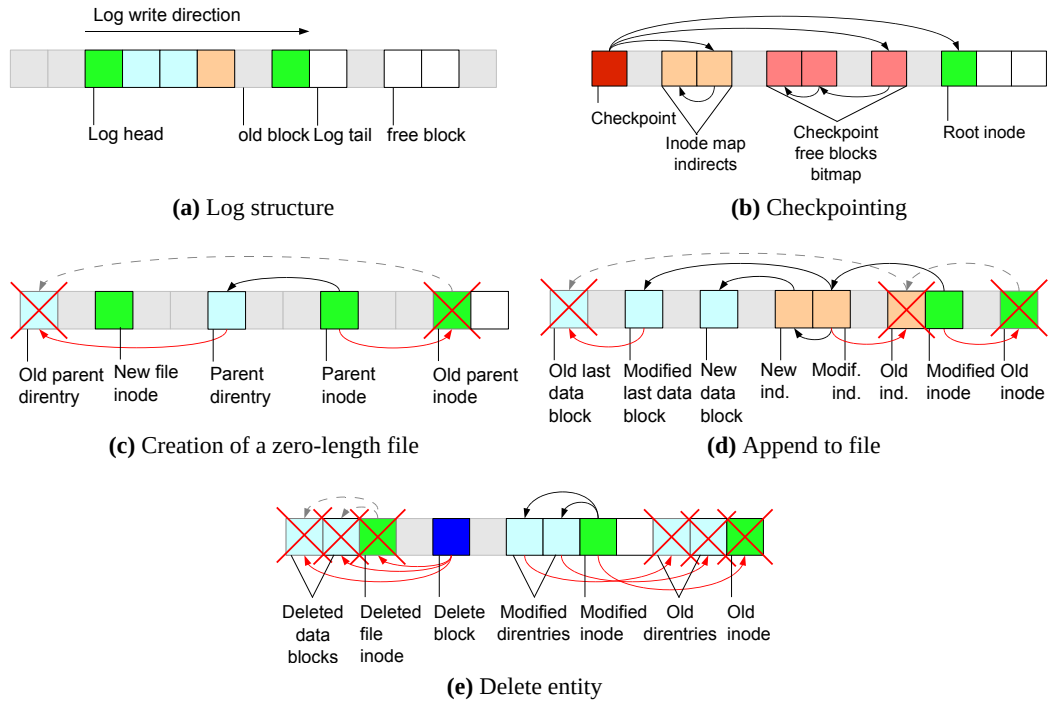 Log write direction
Log head
old block
Log tail
free block
(a) Log structure
Checkpoint
Inode map
indirects
Checkpoint
free blocks
bitmap
Root inode
(b) Checkpointing
Old parent
direntry
New file
inode
Parent
direntry
Parent
inode
Old parent
inode
(c) Creation of a zero-length file
Old last
data
block
Modified
last data
block
New
data
block
New
ind.
Modif.
ind.
Old
ind.
Modified
inode
Old
inode
(d) Append to file
Deleted
data
blocks
Deleted
file
inode
Delete
block
Modified
direntries
Modified
inode
Old
direntries
Old
inode
(e) Delete entity